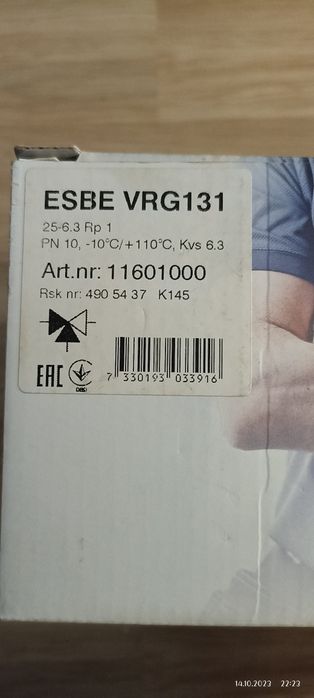 ESBE VRG131
25-6.3 Rp 1
PN 10, -10°C/+110°C, Kvs 6.3
Art.nr: 11601000
Rsk nr: 490 54 37 K145
EAC
7 330193 033916
14.10.2023 22:23